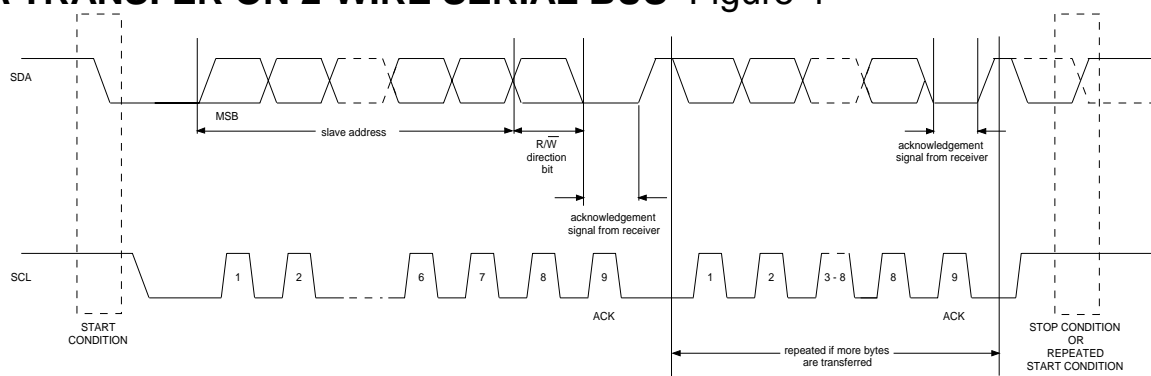 TRANSFER ON 2-WIRE SERIAL BUS Figure 4
SDA
MSB
slave address
R/W
direction
bit
acknowledgement
signal from receiver
acknowledgement
signal from receiver
SCL
1
2
6
7
8
9
1
2
3 - 8
8
9
ACK
ACK
START
CONDITION
STOP CONDITION
OR
REPEATED
START CONDITION
repeated if more bytes
are transferred